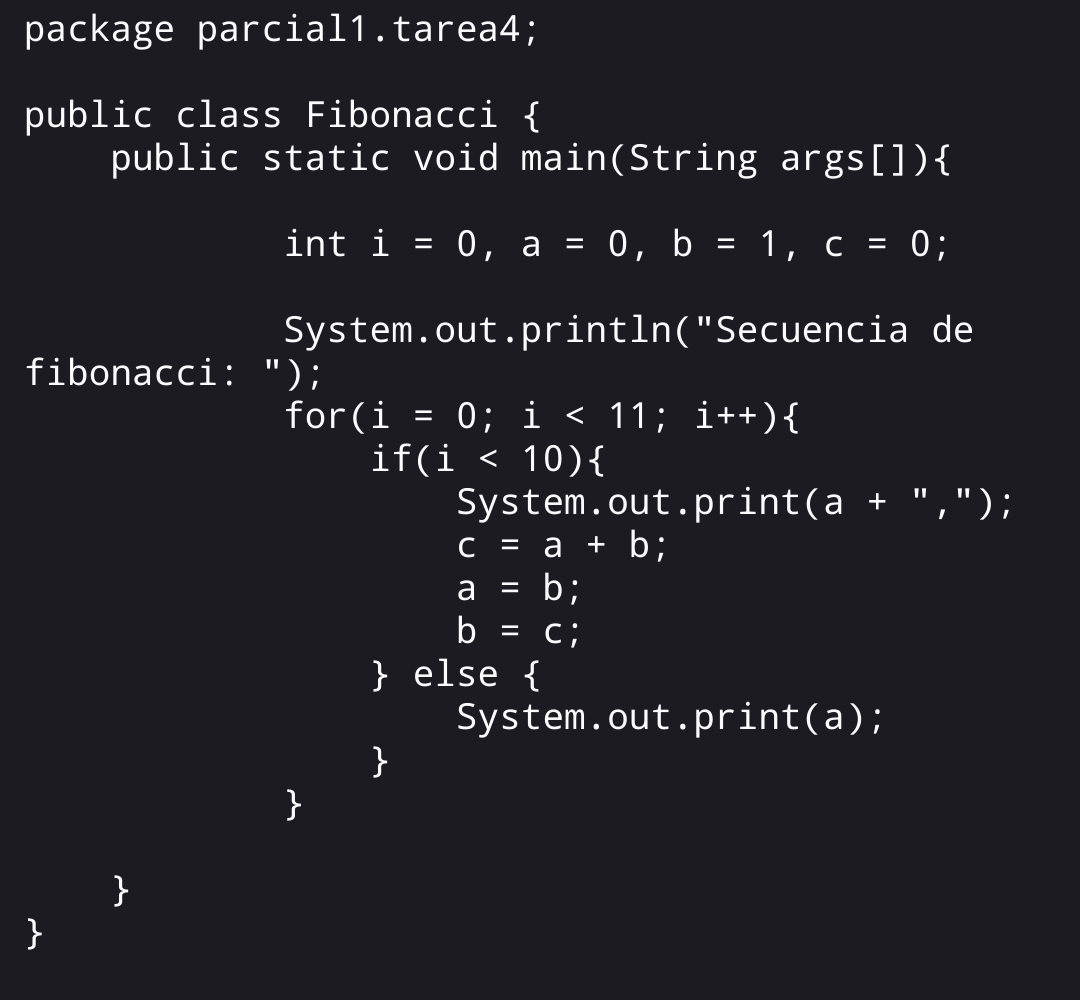 package parcial1.tarea4;
public class Fibonacci {
public static void main(String args[]){
int i = 0, a = 0, b = 1, c = 0;
System.out.println("Secuencia de
fibonacci: ");
for(i = 0; i < 11; i++){
if(i < 10){
System.out.print(a + ",");
c = a + b;
a = b;
b = c;
} else {
System.out.print(a);
}
}
}
}